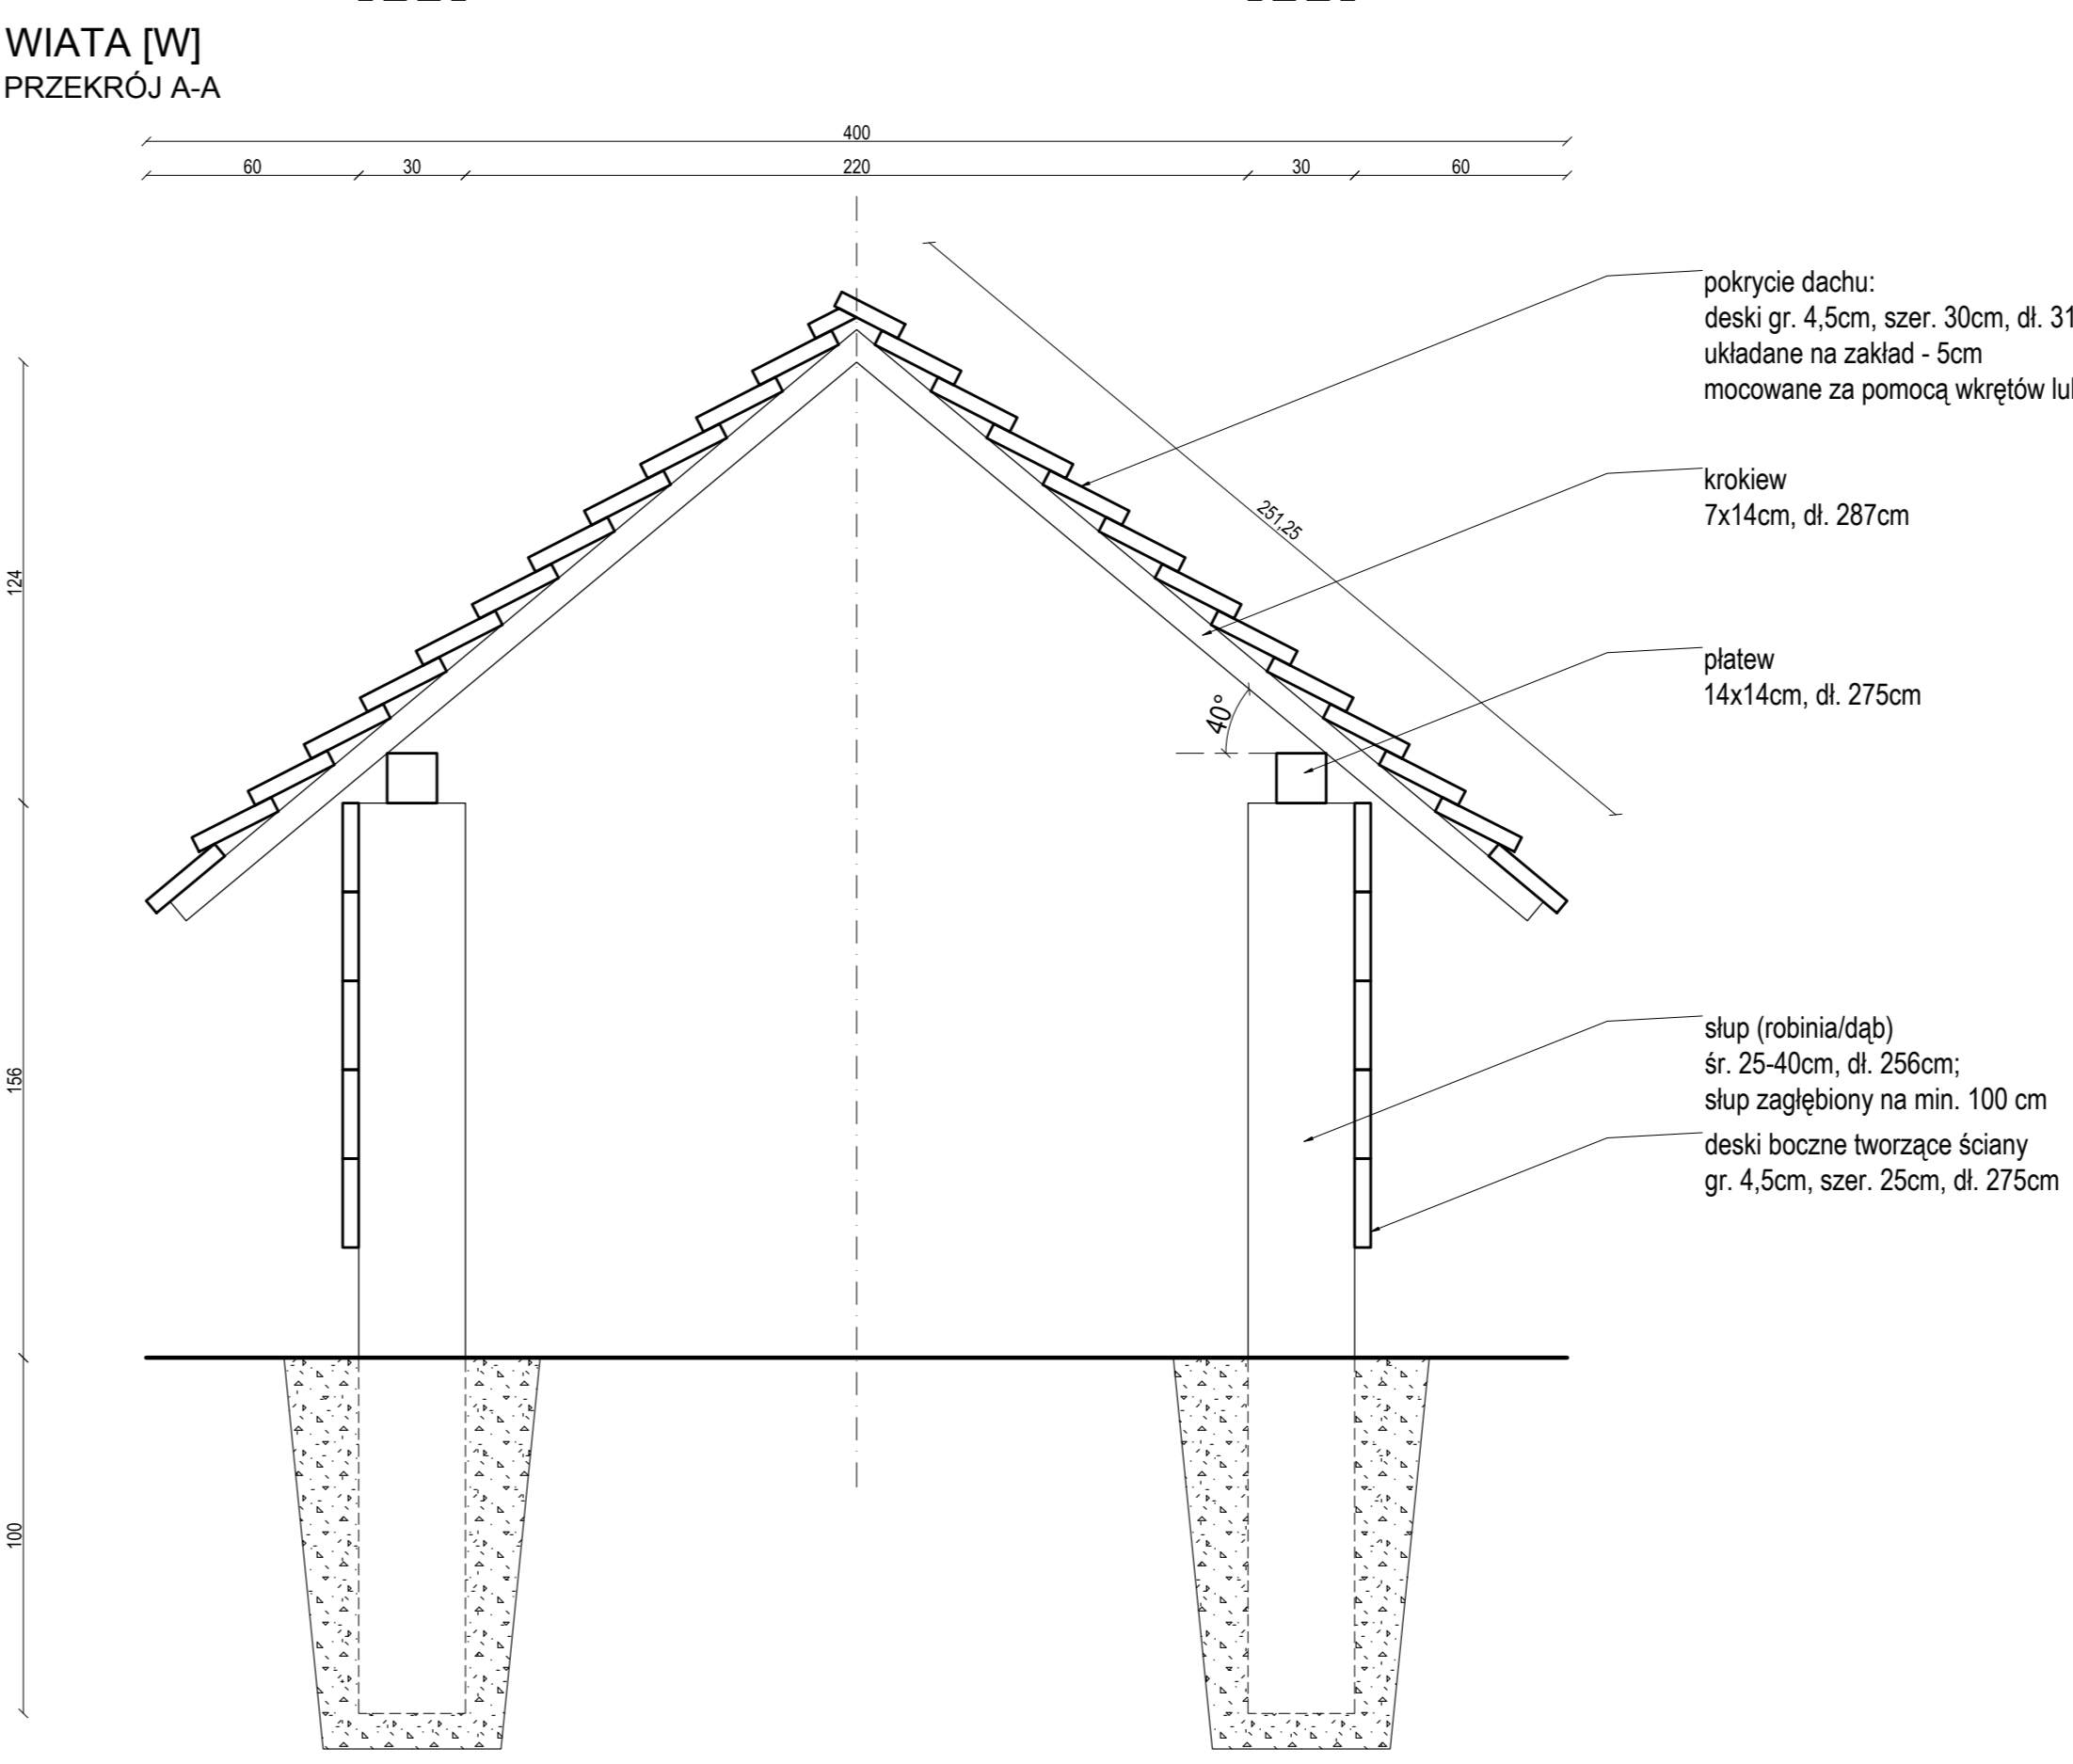 WIATA [W]
PRZEKRÓJ A-A
400
60 30 220 30 60
pokrycie dachu:
deski gr. 4,5cm, szer. 30cm, dł. 31
układane na zakład - 5cm
mocowane za pomocą wkrętów
krokiew
7x14cm, dł. 287cm
251,25
124
płatew
14x14cm, dł. 275cm
40°
słup (robinia/dąb)
śr. 25-40cm, dł. 256cm;
słup zagłębiony na min. 100 cm
156
deski boczne tworzące ściany
gr. 4,5cm, szer. 25cm, dł. 275cm
100